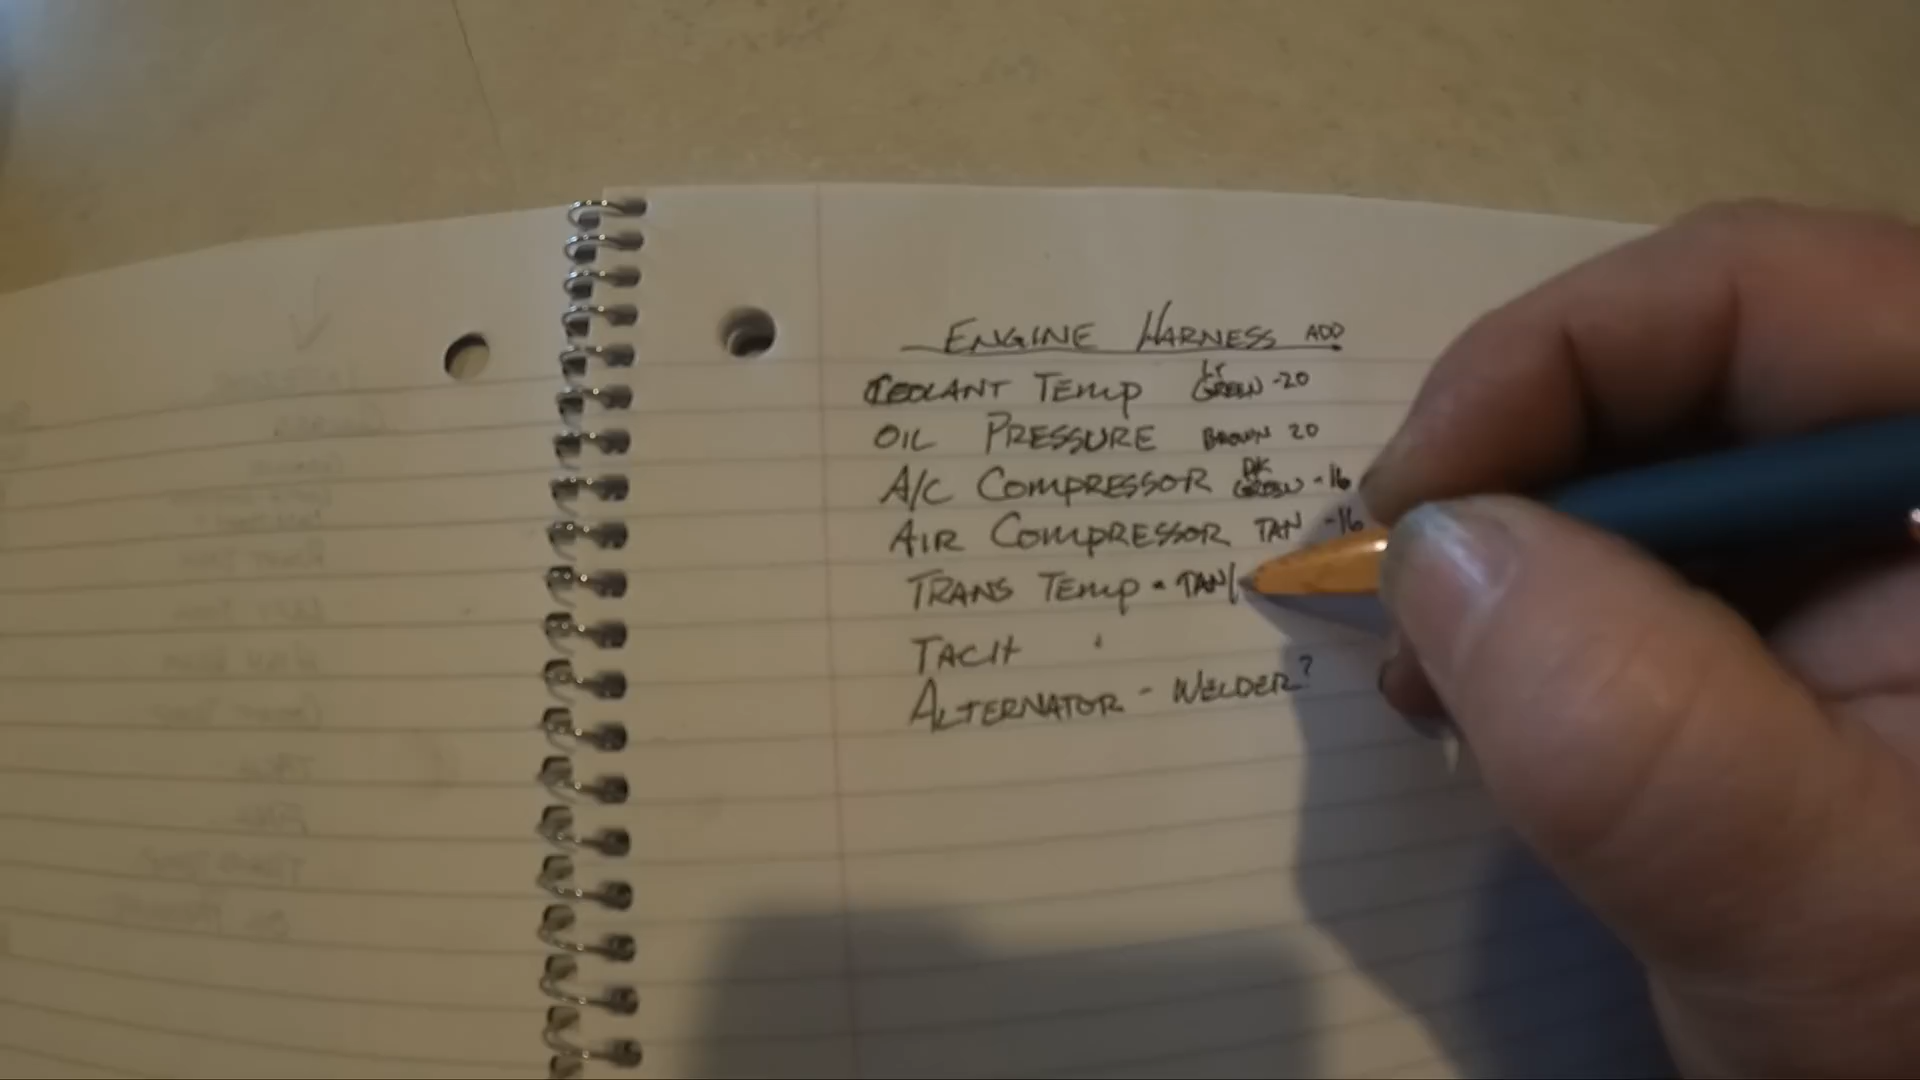 ENGINE HARNESS ADD
COOLANT TEMP LT GREEN -20
OIL PRESSURE BROWN 20
A/C COMPRESSOR DK GREEN -16
AIR COMPRESSOR TAN -16
TRANS TEMP - TAN/
TACH
ALTERNATOR - WELDER?